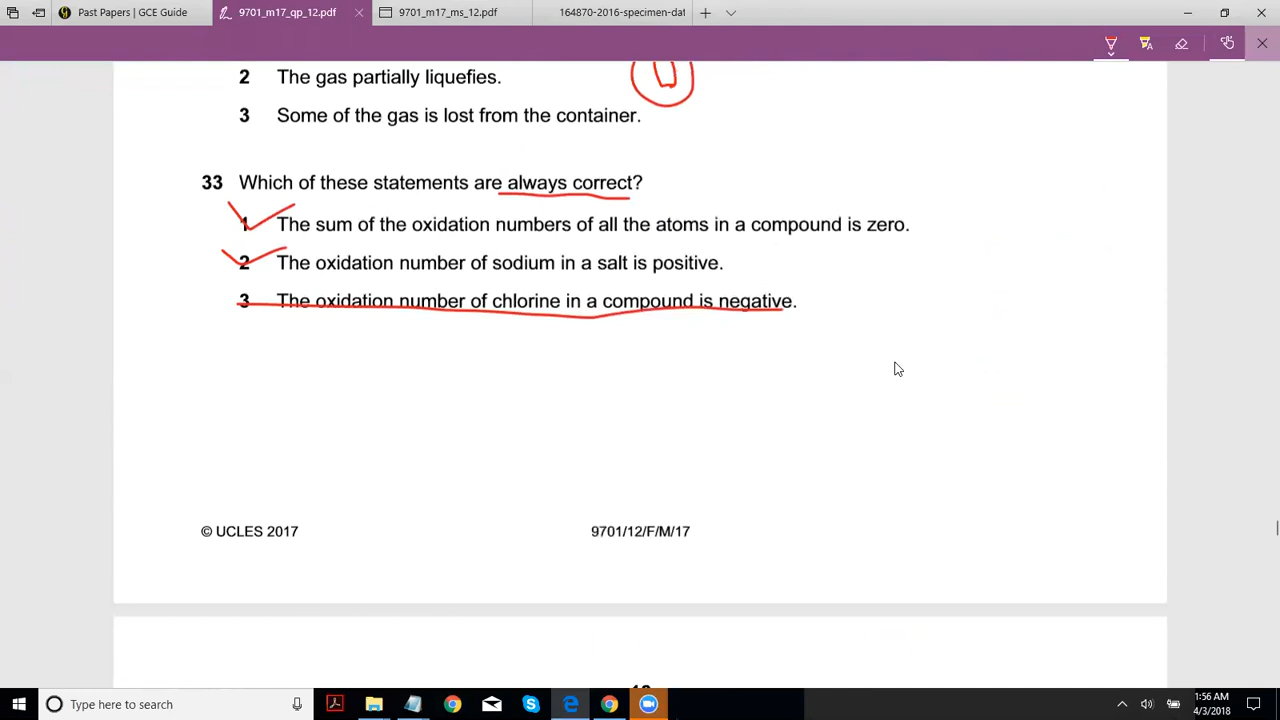 Past Papers | GCE Guide
9701_m17_qp_12.pdf
9701_m17_ms_12.pdf
164870-2016-specimen-dat
2 The gas partially liquefies.
3 Some of the gas is lost from the container.
33 Which of these statements are always correct?
1 The sum of the oxidation numbers of all the atoms in a compound is zero.
2 The oxidation number of sodium in a salt is positive.
3 The oxidation number of chlorine in a compound is negative.
© UCLES 2017
9701/12/F/M/17
Type here to search
1:56 AM
4/3/2018